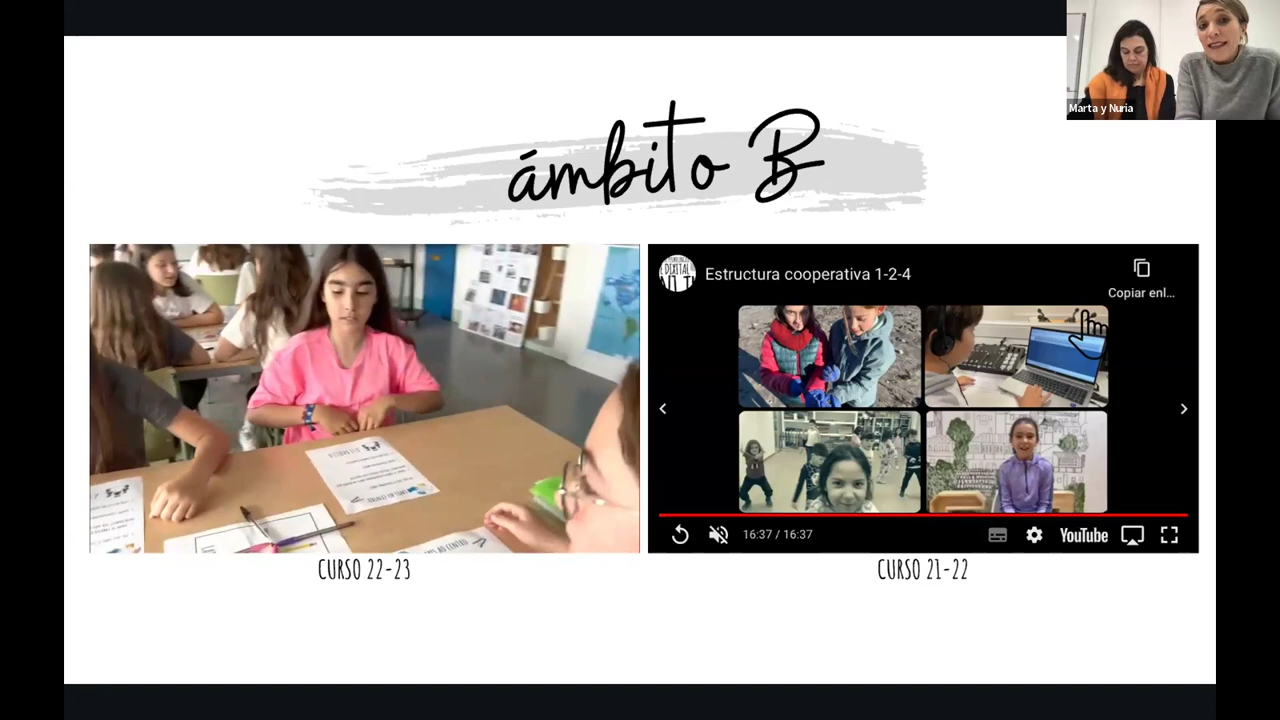 Marta y Nuria
ámbito B
Estructura cooperativa 1-2-4
Copiar enl...
16:37 / 16:37
YouTube
CURSO 22-23
CURSO 21-22